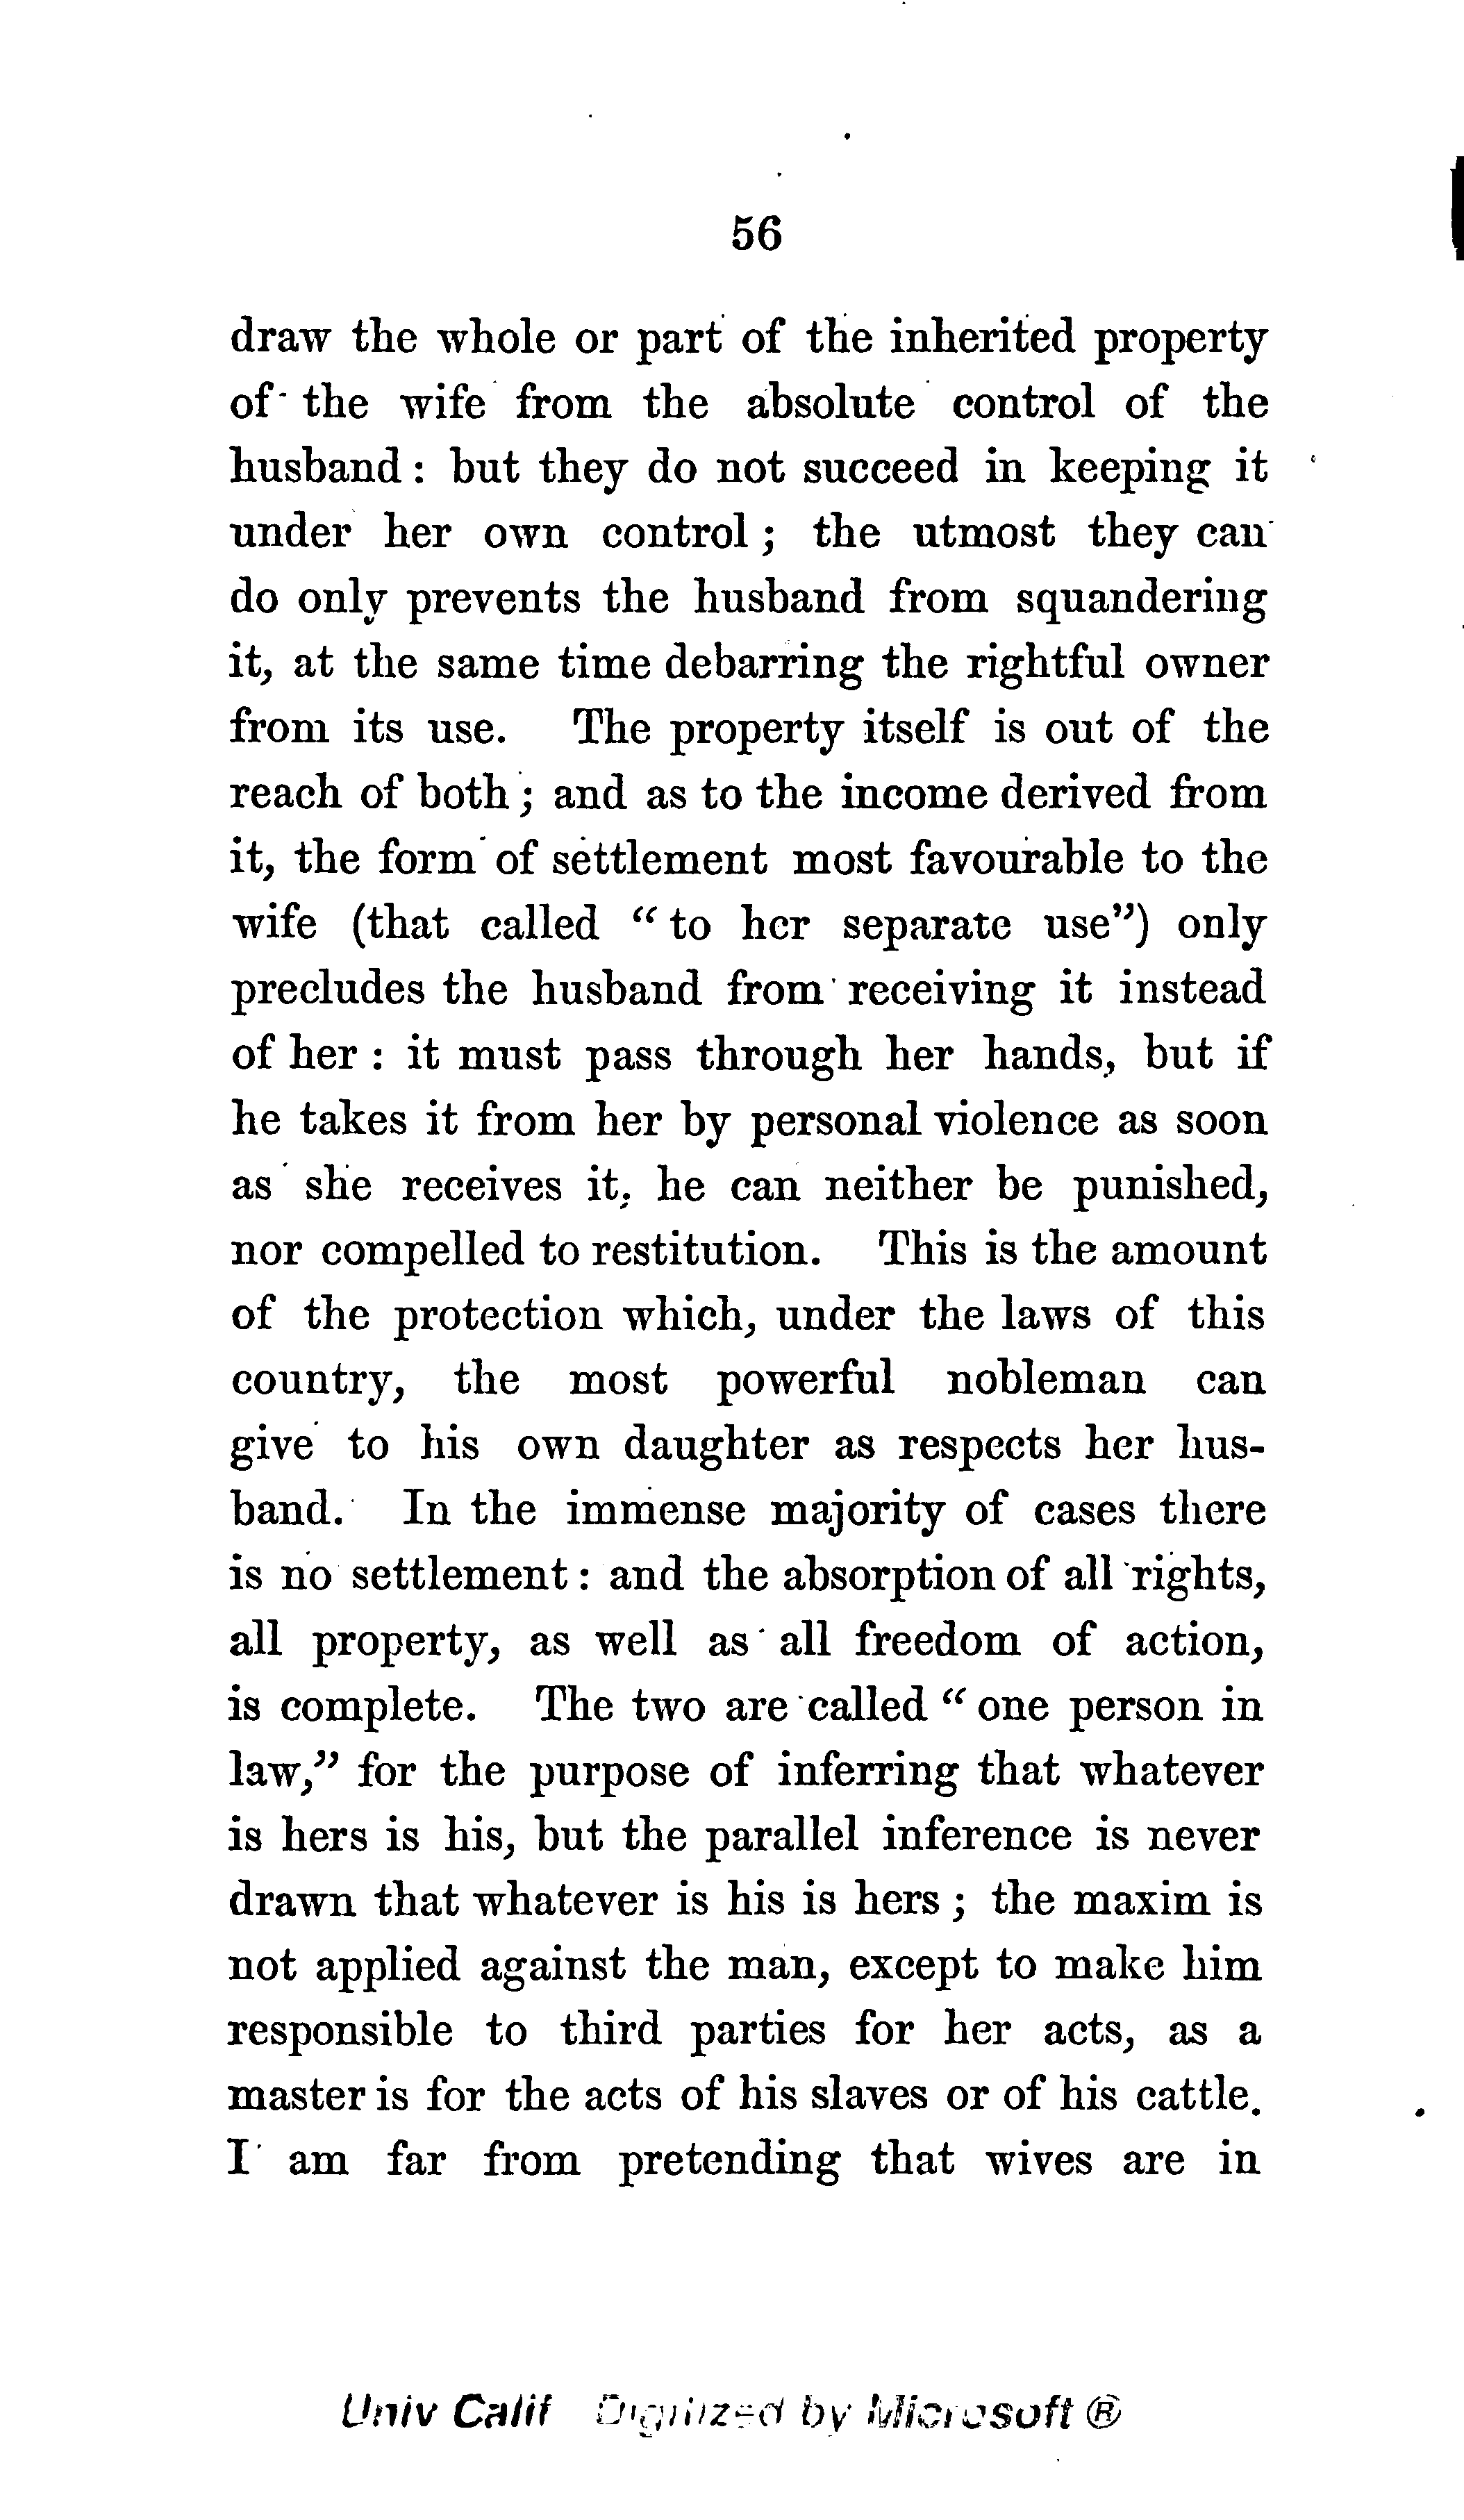 56
draw the whole or part of the inherited property
of the wife from the absolute control of the
husband : but they do not succeed in keeping it
under her own control ; the utmost they can
do only prevents the husband from squandering
it, at the same time debarring the rightful owner
from its use. The property itself is out of the
reach of both ; and as to the income derived from
it, the form of settlement most favourable to the
wife (that called “ to her separate use”) only
precludes the husband from receiving it instead
of her : it must pass through her hands, but if
he takes it from her by personal violence as soon
as she receives it, he can neither be punished,
nor compelled to restitution. This is the amount
of the protection which, under the laws of this
country, the most powerful nobleman can
give to his own daughter as respects her hus-
band. In the immense majority of cases there
is no settlement : and the absorption of all rights,
all property, as well as all freedom of action,
is complete. The two are called “ one person in
law,” for the purpose of inferring that whatever
is hers is his, but the parallel inference is never
drawn that whatever is his is hers ; the maxim is
not applied against the man, except to make him
responsible to third parties for her acts, as a
master is for the acts of his slaves or of his cattle.
I am far from pretending that wives are in
Univ Calif Digitized by Microsoft ®